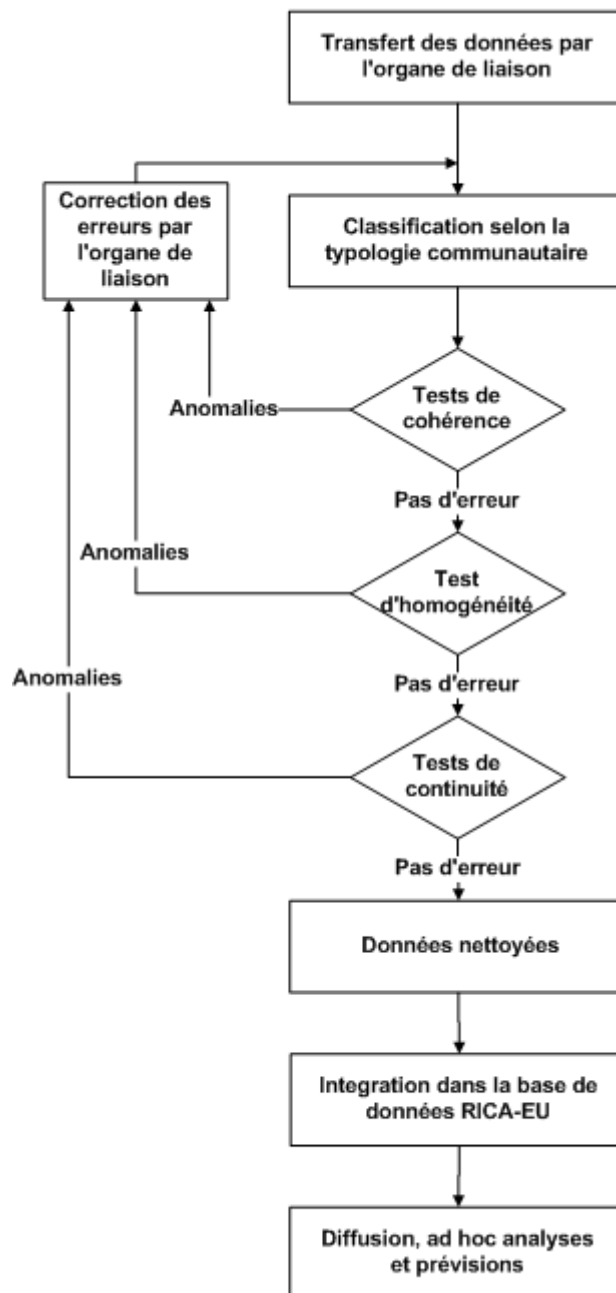 Transfert des données par
l'organe de liaison
Correction des
erreurs par
l'organe de
liaison
Classification selon la
typologie communautaire
Tests de
cohérence
Anomalies
Pas d'erreur
Test
d'homogénéité
Anomalies
Pas d'erreur
Tests de
continuité
Anomalies
Pas d'erreur
Données nettoyées
Integration dans la base de
données RICA-EU
Diffusion, ad hoc analyses
et prévisions